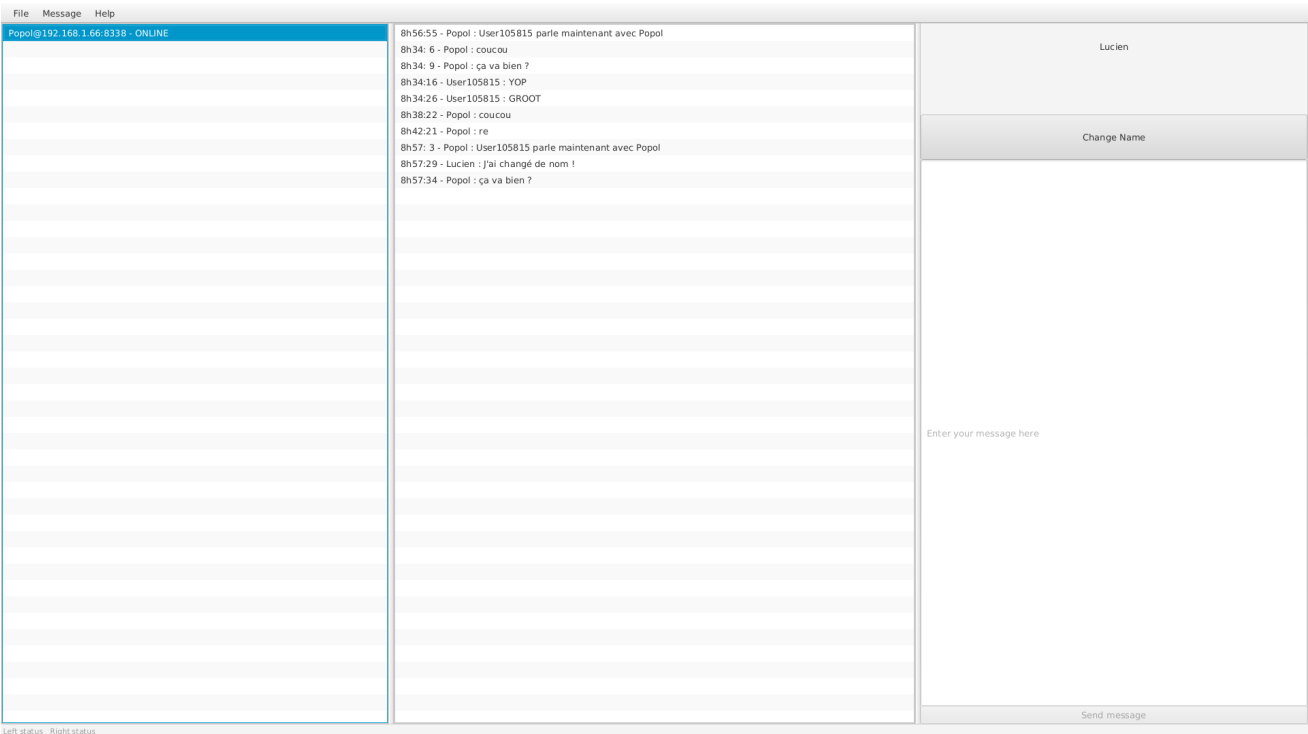 File Message Help
Popol@192.168.1.66:8338 - ONLINE
8h56:55 - Popol : User105815 parle maintenant avec Popol
8h34: 6 - Popol : coucou
8h34: 9 - Popol : ça va bien ?
8h34:16 - User105815 : YOP
8h34:26 - User105815 : GROOT
8h38:22 - Popol : coucou
8h42:21 - Popol : re
8h57: 3 - Popol : User105815 parle maintenant avec Popol
8h57:29 - Lucien : J'ai changé de nom !
8h57:34 - Popol : ça va bien ?
Lucien
Change Name
Enter your message here
Send message
Left status Right status